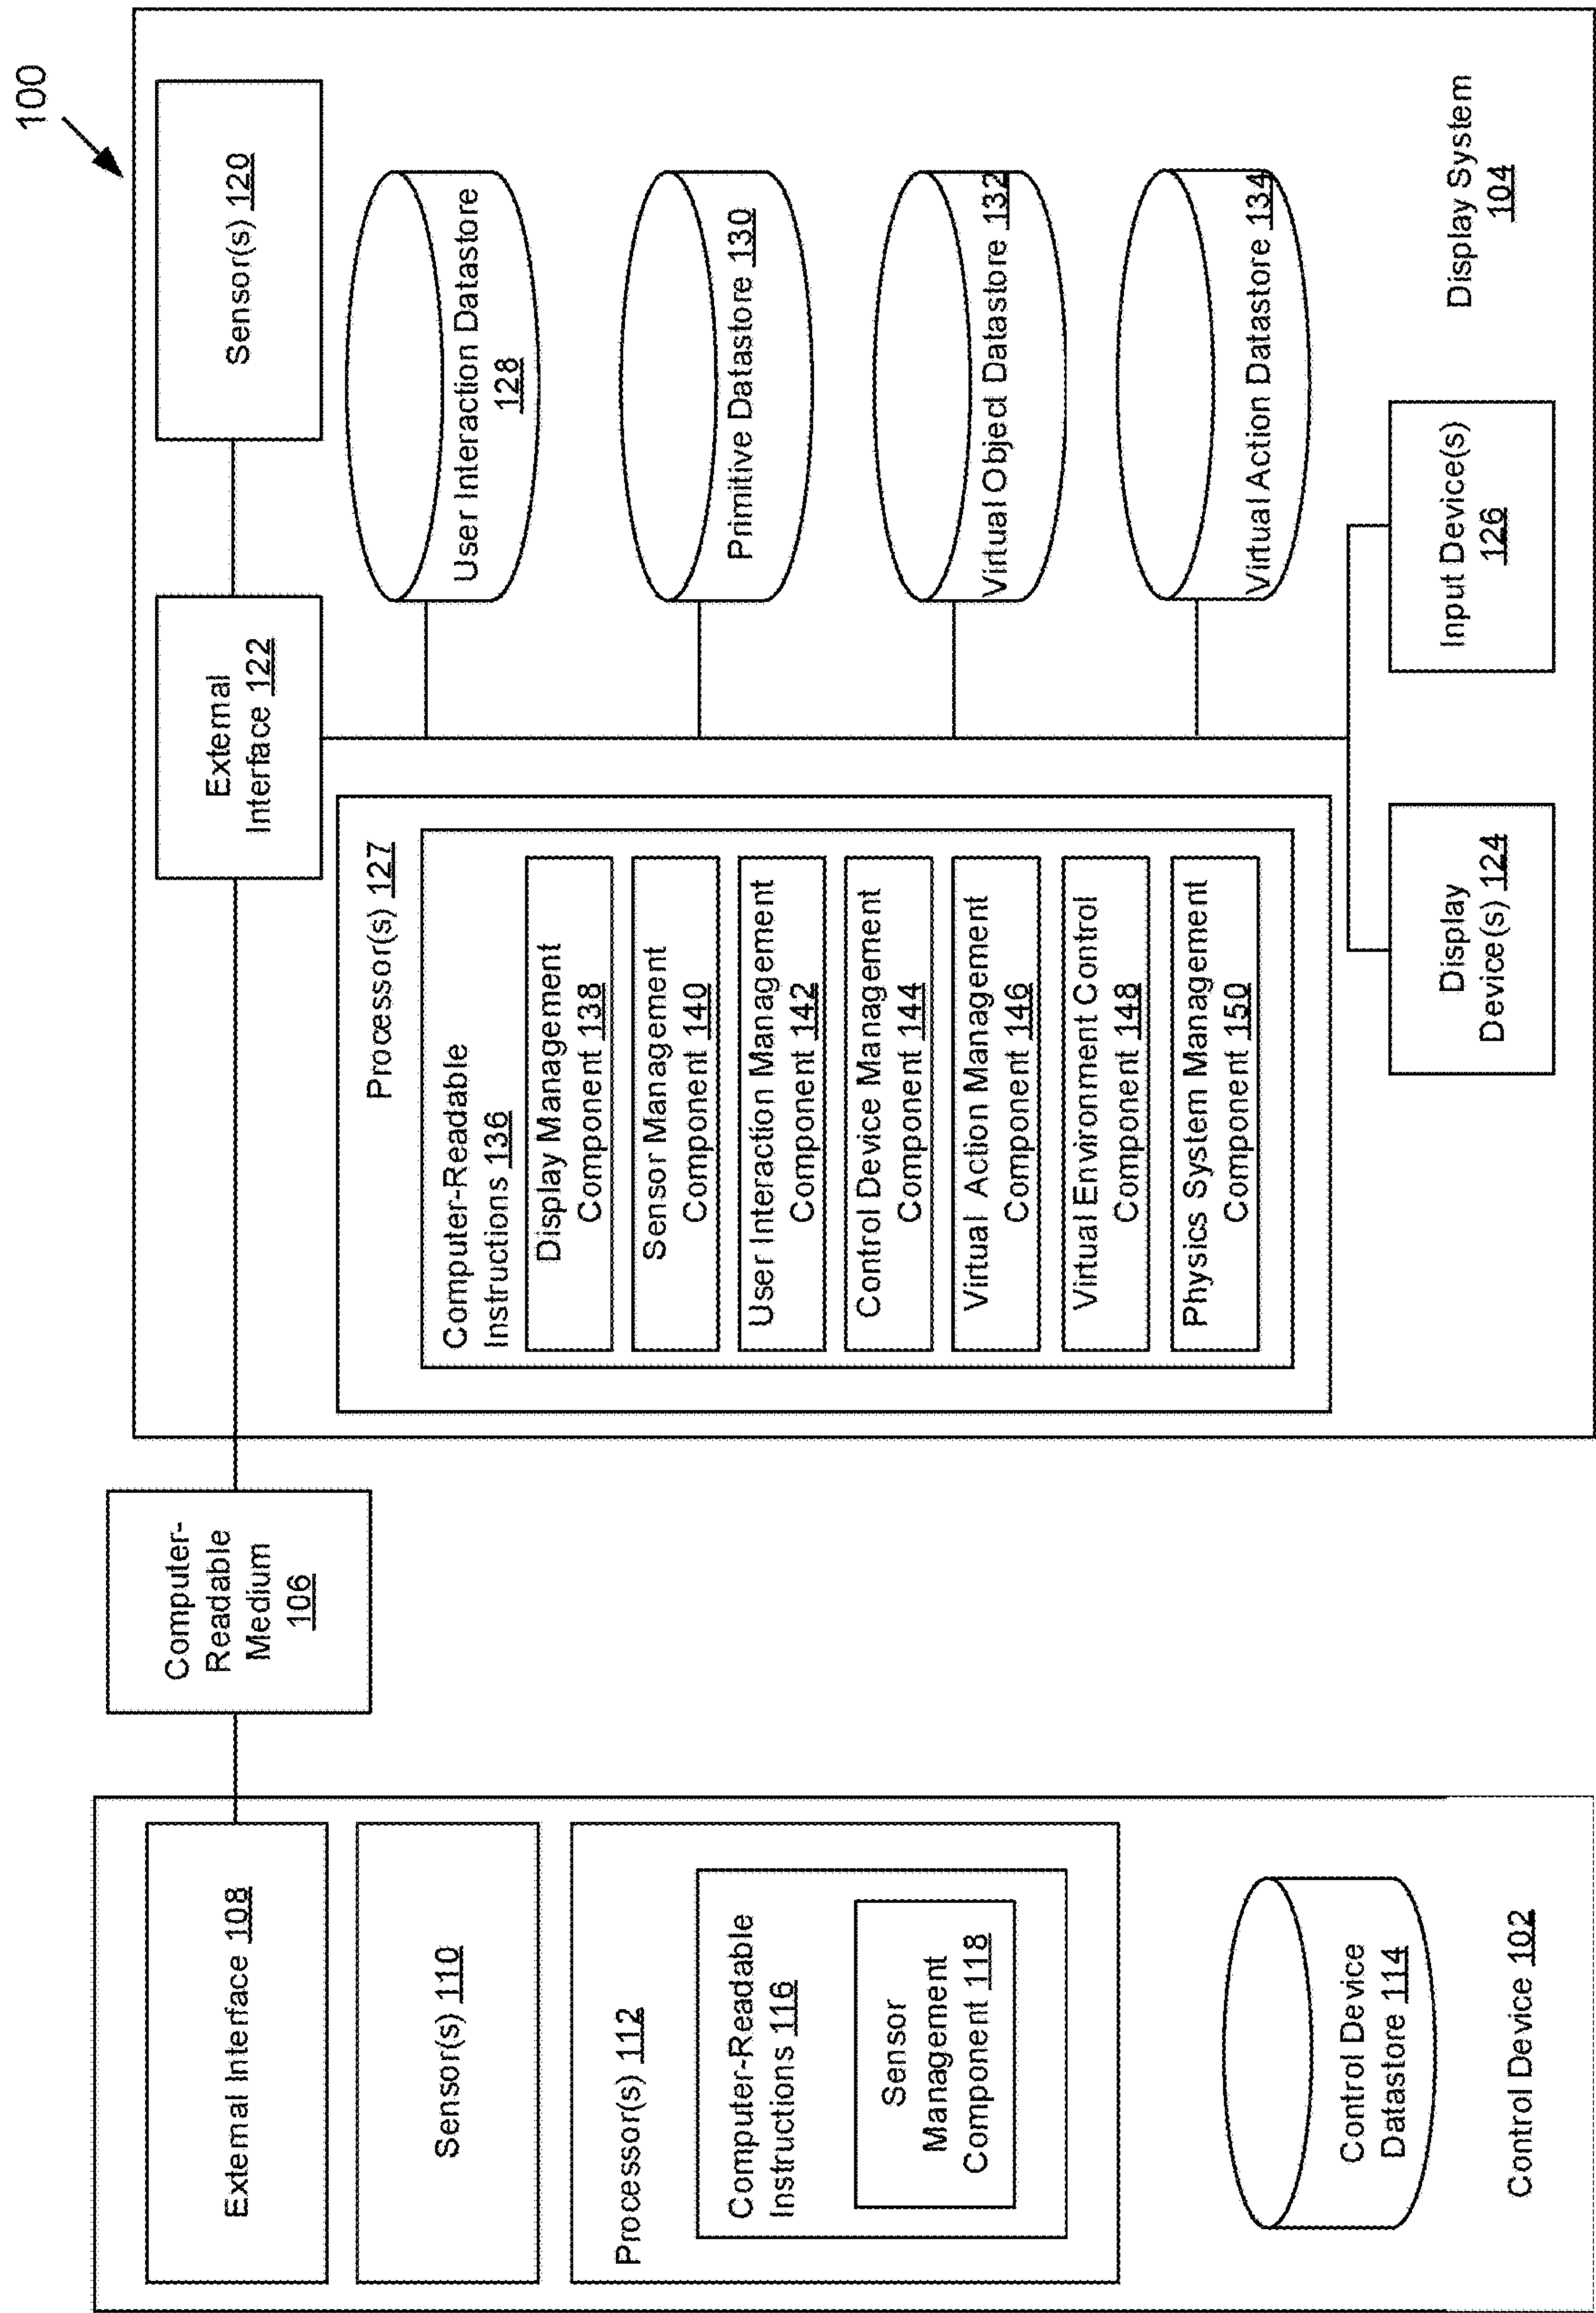 100
External Interface 108
Sensor(s) 110
Processor(s) 112
Computer-Readable
Instructions 116
Sensor
Management
Component 118
Control Device
Datastore 114
Control Device 102
Computer-
Readable
Medium
106
External
Interface 122
Sensor(s) 120
Processor(s) 127
Computer-Readable
Instructions 136
Display Management
Component 138
Sensor Management
Component 140
User Interaction Management
Component 142
Control Device Management
Component 144
Virtual Action Management
Component 146
Virtual Environment Control
Component 148
Physics System Management
Component 150
User Interaction Datastore
128
Primitive Datastore 130
Virtual Object Datastore 132
Virtual Action Datastore 134
Display
Device(s) 124
Input Device(s)
126
Display System
104